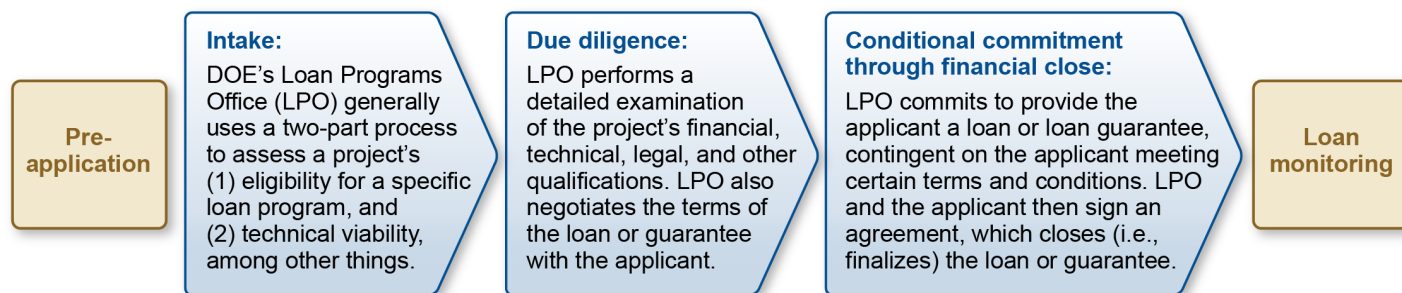 Pre-
application
Intake:
DOE’s Loan Programs
Office (LPO) generally
uses a two-part process
to assess a project’s
(1) eligibility for a specific
loan program, and
(2) technical viability,
among other things.
Due diligence:
LPO performs a
detailed examination
of the project’s financial,
technical, legal, and other
qualifications. LPO also
negotiates the terms of
the loan or guarantee
with the applicant.
Conditional commitment
through financial close:
LPO commits to provide the
applicant a loan or loan guarantee,
contingent on the applicant meeting
certain terms and conditions. LPO
and the applicant then sign an
agreement, which closes (i.e.,
finalizes) the loan or guarantee.
Loan
monitoring